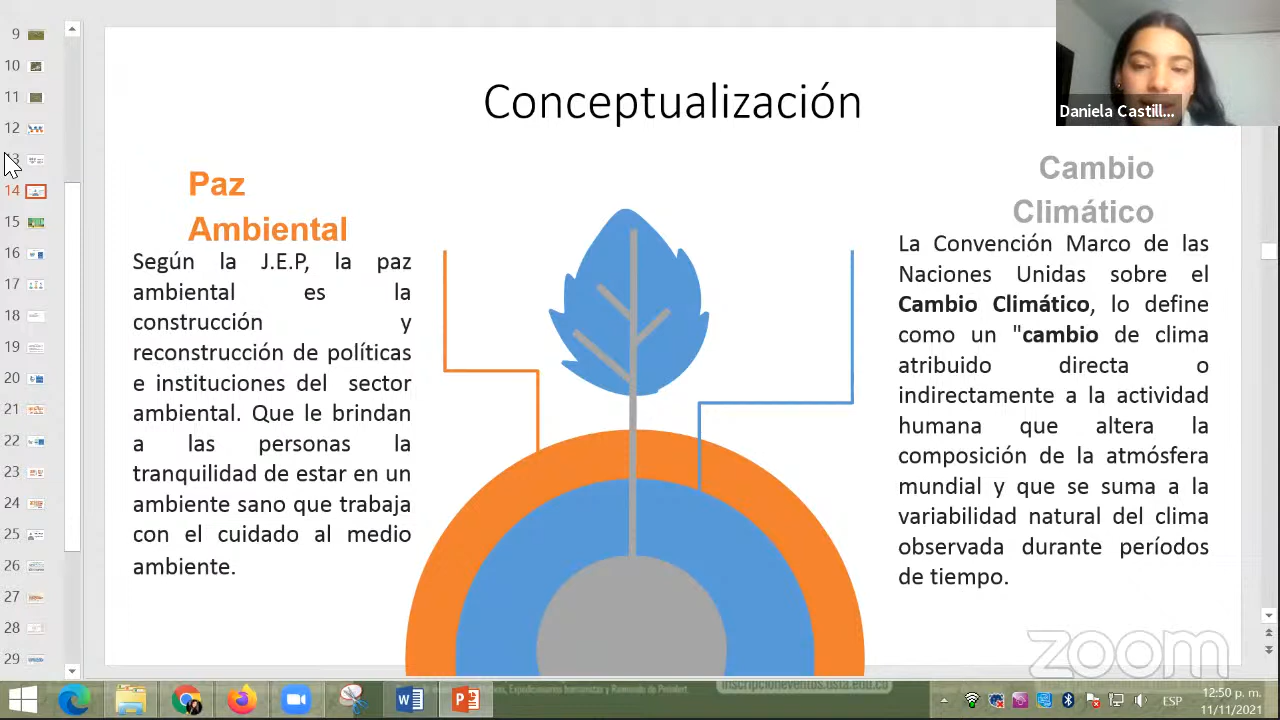 9
10
11
12
14
15
16
17
18
19
20
21
22
23
24
25
26
27
28
29
Conceptualización
Daniela Castill...
Paz
Ambiental
Según la J.E.P, la paz
ambiental es la
construcción y
reconstrucción de políticas
e instituciones del sector
ambiental. Que le brindan
a las personas la
tranquilidad de estar en un
ambiente sano que trabaja
con el cuidado al medio
ambiente.
Cambio
Climático
La Convención Marco de las
Naciones Unidas sobre el
Cambio Climático, lo define
como un "cambio de clima
atribuido directa o
indirectamente a la actividad
humana que altera la
composición de la atmósfera
mundial y que se suma a la
variabilidad natural del clima
observada durante períodos
de tiempo.
zoom
inscripcioneventos.usta.edu.co
ESP
12:50 p. m.
11/11/2021